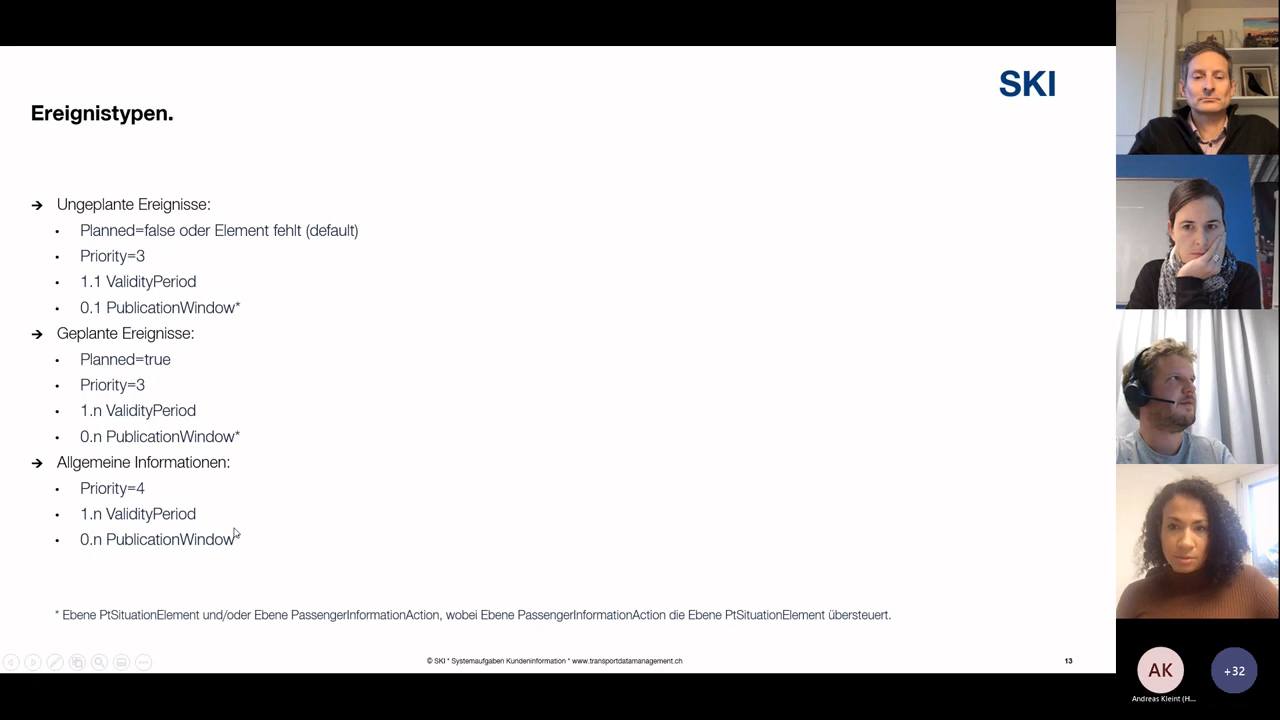 SKI
Ereignistypen.
→ Ungeplante Ereignisse:
• Planned=false oder Element fehlt (default)
• Priority=3
• 1.1 ValidityPeriod
• 0.1 PublicationWindow*
→ Geplante Ereignisse:
• Planned=true
• Priority=3
• 1.n ValidityPeriod
• 0.n PublicationWindow*
→ Allgemeine Informationen:
• Priority=4
• 1.n ValidityPeriod
• 0.n PublicationWindow*
* Ebene PtSituationElement und/oder Ebene PassengerInformationAction, wobei Ebene PassengerInformationAction die Ebene PtSituationElement übersteuert.
© SKI * Systemaufgaben Kundeninformation * www.transportdatamanagement.ch
13
AK
+32
Andreas Kleint (H...